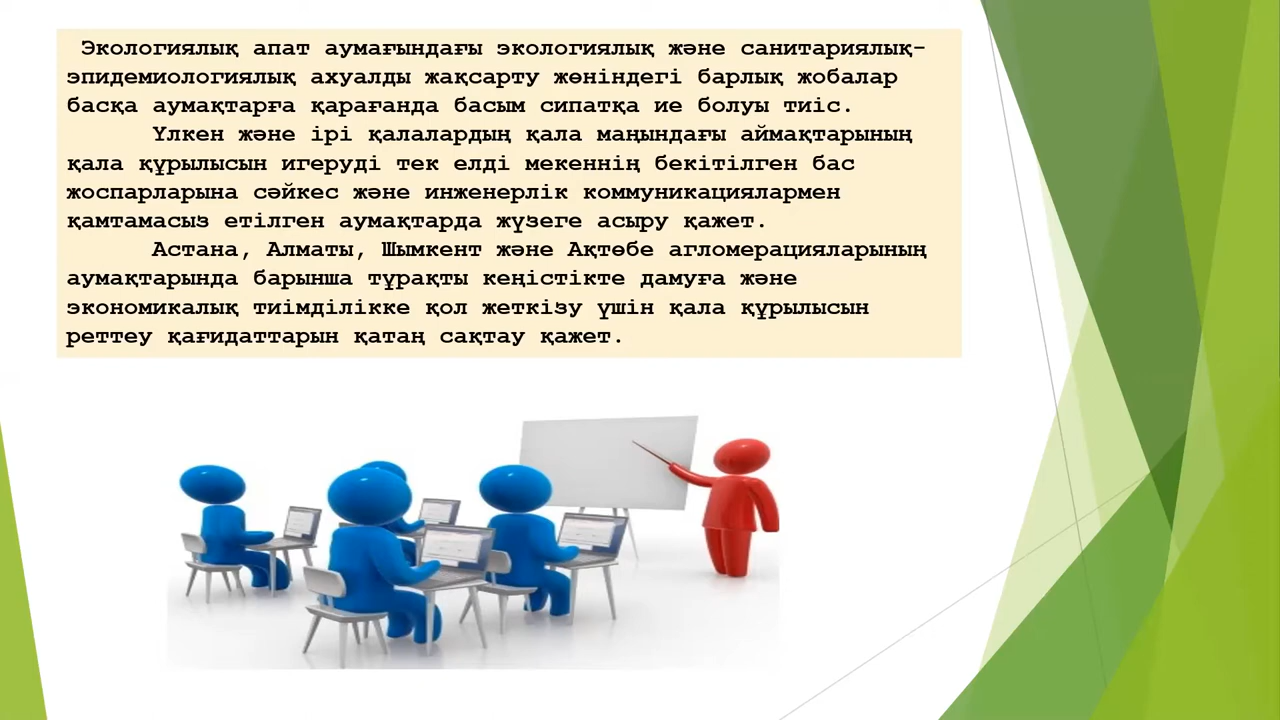 Экологиялық апат аумағындағы экологиялық және санитариялық-
эпидемиологиялық ахуалды жақсарту жөніндегі барлық жобалар
басқа аумақтарға қарағанда басым сипатқа ие болуы тиіс.
Үлкен және ірі қалалардың қала маңындағы аймақтарының
қала құрылысын игеруді тек елді мекеннің бекітілген бас
жоспарларына сәйкес және инженерлік коммуникациялармен
қамтамасыз етілген аумақтарда жүзеге асыру қажет.
Астана, Алматы, Шымкент және Ақтөбе агломерацияларының
аумақтарында барынша тұрақты кеңістікте дамуға және
экономикалық тиімділікке қол жеткізу үшін қала құрылысын
реттеу қағидаттарын қатаң сақтау қажет.